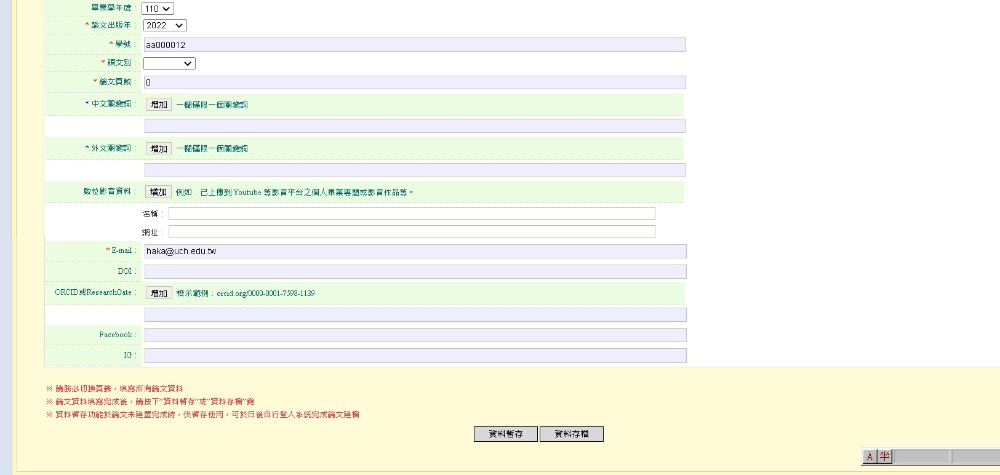 畢業學年度： 110
* 論文出版年： 2022
* 學號： aa000012
* 語文別：
* 論文頁數： 0
* 中文關鍵詞： 增加 一欄僅限一個關鍵詞
* 外文關鍵詞： 增加 一欄僅限一個關鍵詞
數位影音資料： 增加 例如：已上傳到 Youtube 等影音平台之個人畢業專題或影音作品等。
名稱：
網址：
* E-mail： haka@uch.edu.tw
DOI：
ORCID或ResearchGate： 增加 格示範例：orcid.org/0000-0001-7598-1139
Facebook：
IG：
※ 請務必切換頁籤，填寫所有論文資料
※ 論文資料填寫完成後，請按下"資料暫存"或"資料存檔"鍵
※ 資料暫存功能於論文未建置完成時，供暫存使用，可於日後自行登入系統完成論文建檔
資料暫存 資料存檔
A 半